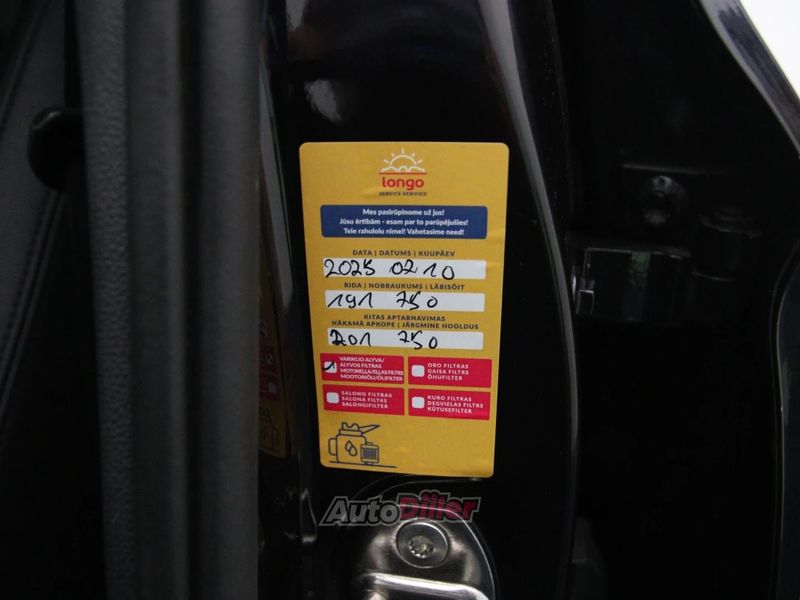 longo
SERVICE VERIFIED
Mes pasirūpinome už jus!
Jūsu ērtībām - esam par to parūpējušies!
Teie rahulolu nimel! Vahetasime need!
DATA | DATUMS | KUUPÄEV
2025 02 10
RIDA | NOBRAUKUMS | LÄBISÕIT
191 750
KITAS APTARNAVIMAS
NĀKAMĀ APKOPE | JÄRGMINE HOOLDUS
201 750
VARIKLIO ALYVA/
ALYVOS FILTRAS
MOTOREĻĻA/EĻĻAS FILTRS
MOOTORIÕLI/ÕLIFILTER
ORO FILTRAS
GAISA FILTRS
ÕHUFILTER
SALONO FILTRAS
SALONA FILTRS
SALONGIFILTER
KURO FILTRAS
DEGVIELAS FILTRS
KÜTUSEFILTER
AutoDiler